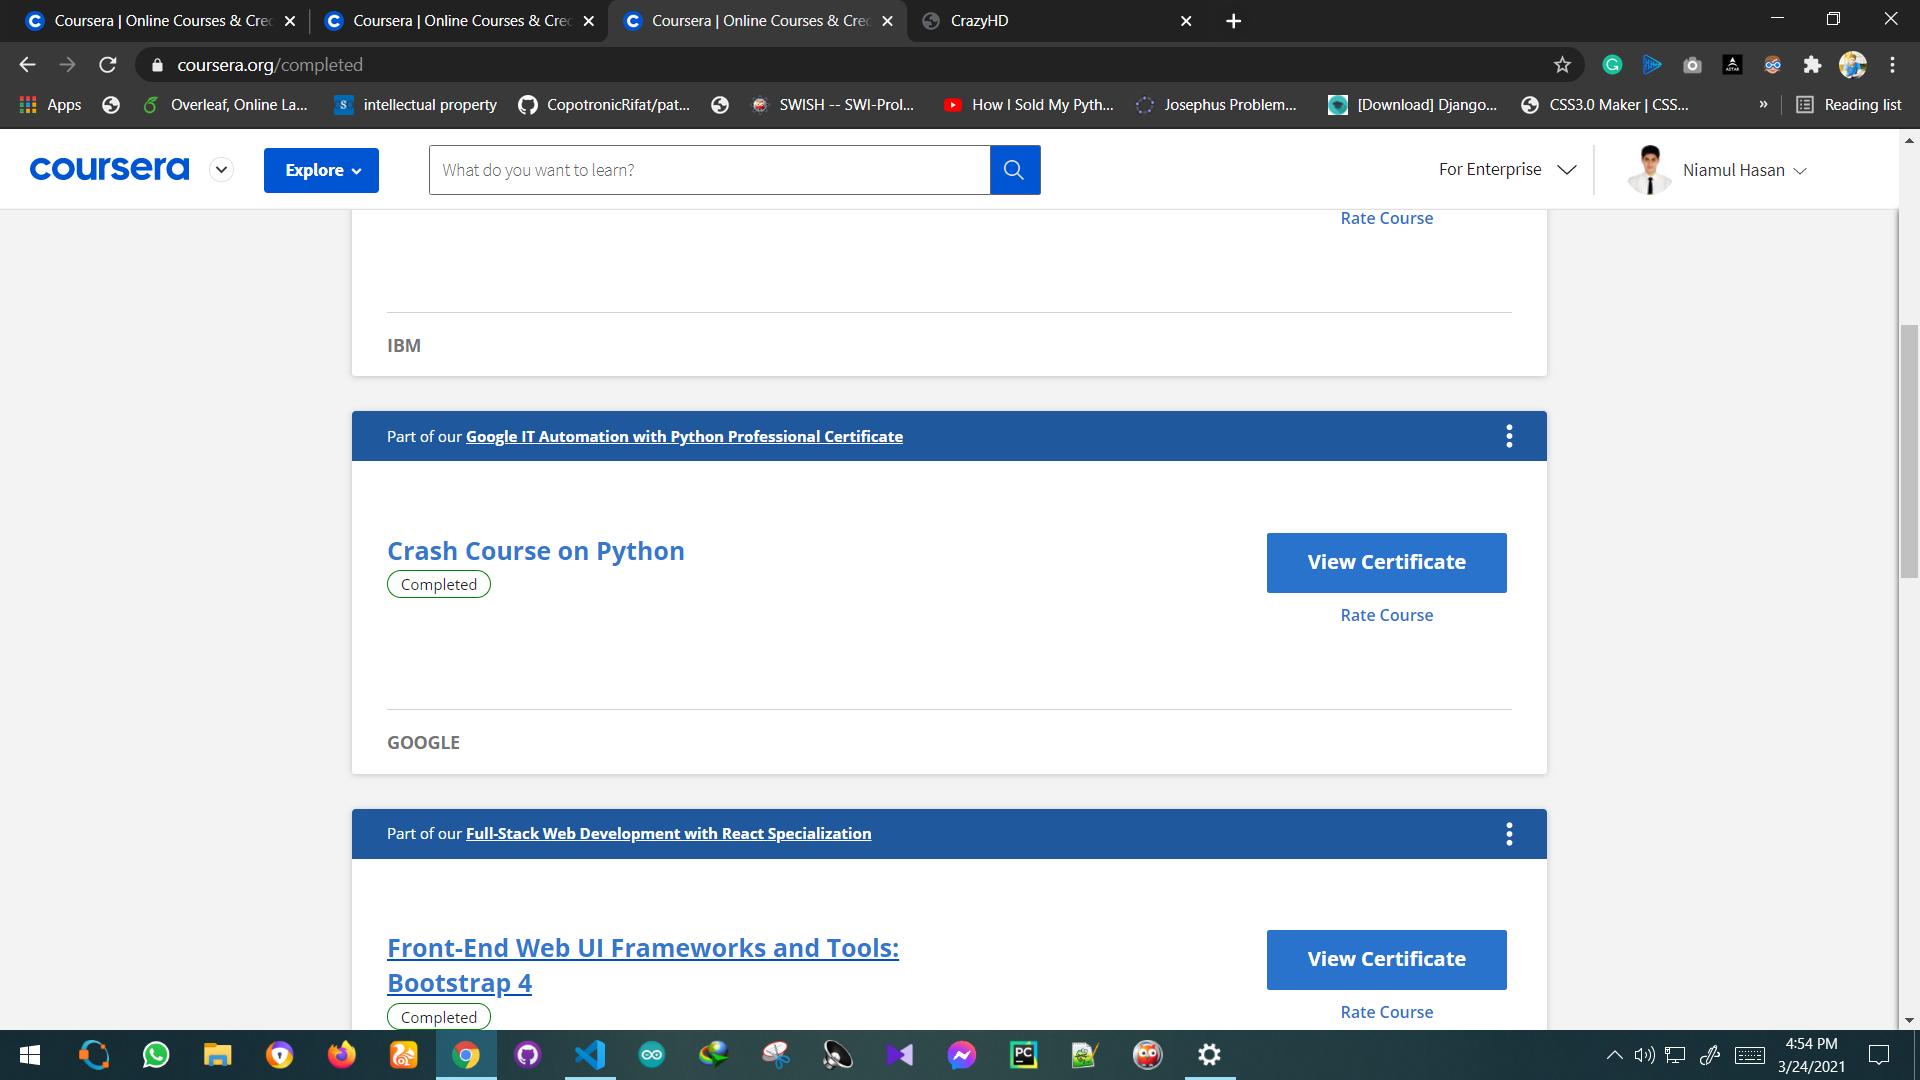 Coursera | Online Courses & Cred
Coursera | Online Courses & Cred
Coursera | Online Courses & Cred
CrazyHD
coursera.org/completed
Apps
Overleaf, Online La...
intellectual property
CopotronicRifat/pat...
SWISH -- SWI-Prol...
How I Sold My Pyth...
Josephus Problem...
[Download] Django...
CSS3.0 Maker | CSS...
»
Reading list
coursera
Explore
What do you want to learn?
For Enterprise
Niamul Hasan
Rate Course
IBM
Part of our Google IT Automation with Python Professional Certificate
Crash Course on Python
Completed
View Certificate
Rate Course
GOOGLE
Part of our Full-Stack Web Development with React Specialization
Front-End Web UI Frameworks and Tools:
Bootstrap 4
Completed
View Certificate
Rate Course
4:54 PM
3/24/2021